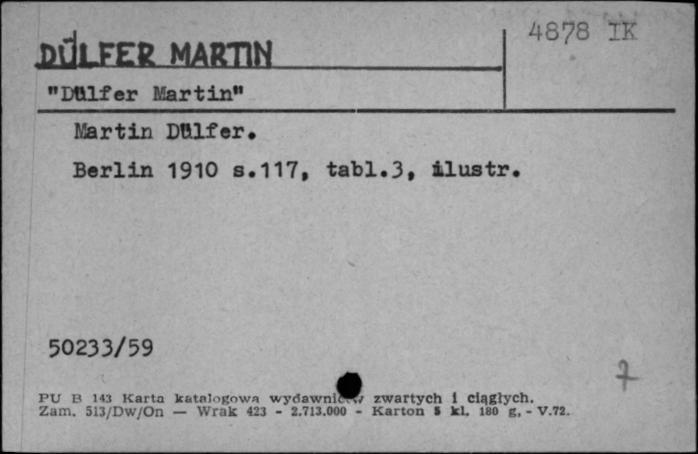 4878 IK
DÜLFER MARTIN
"Dülfer Martin"
Martin Dülfer.
Berlin 1910 s.117, tabl.3, ilustr.
50233/59
7
PU B 143 Karta katalogowa wydawnictw zwartych i ciągłych.
Zam. 513/Dw/On — Wrak 423 - 2.713.000 - Karton 5 kl. 180 g, - V.72.